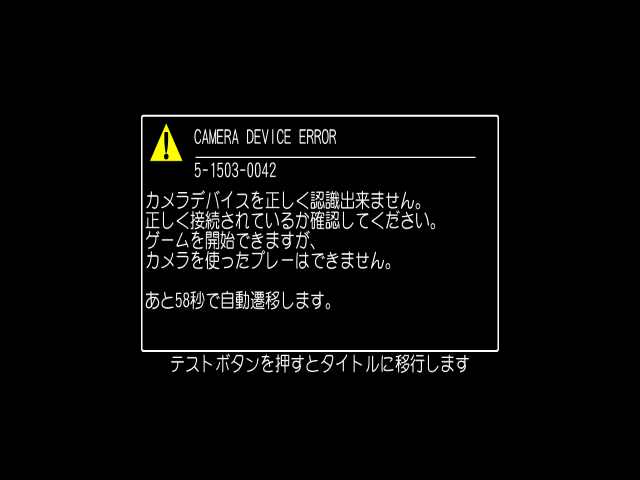 CAMERA DEVICE ERROR
5-1503-0042
カメラデバイスを正しく認識出来ません。
正しく接続されているか確認してください。
ゲームを開始できますが、
カメラを使ったプレーはできません。
あと58秒で自動遷移します。
テストボタンを押すとタイトルに移行します